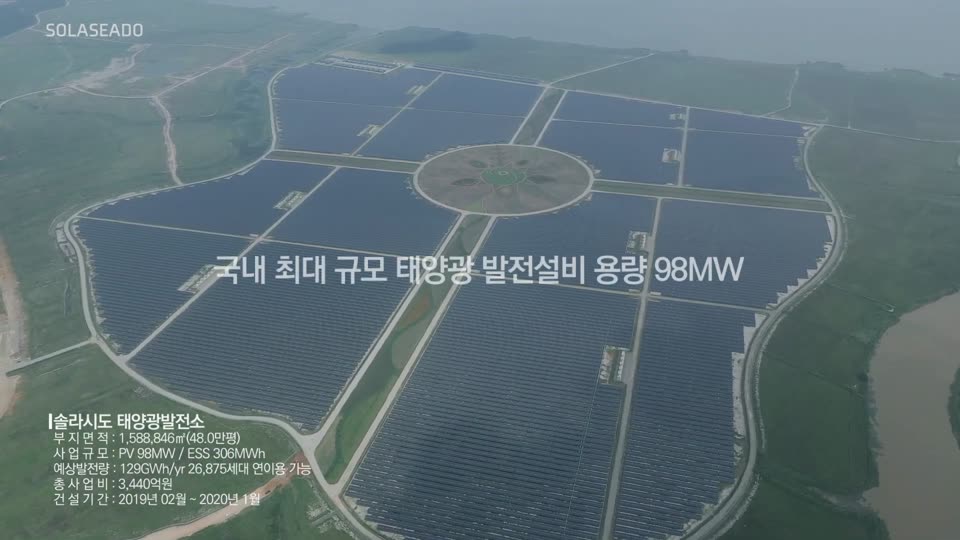 SOLASEADO
국내 최대 규모 태양광 발전설비 용량 98MW
솔라시도 태양광발전소
부 지 면 적 : 1,588,846㎡(48.0만평)
사 업 규 모 : PV 98MW / ESS 306MWh
예상발전량 : 129GWh/yr 26,875세대 연이용 가능
총 사 업 비 : 3,440억원
건 설 기 간 : 2019년 02월 ~ 2020년 1월